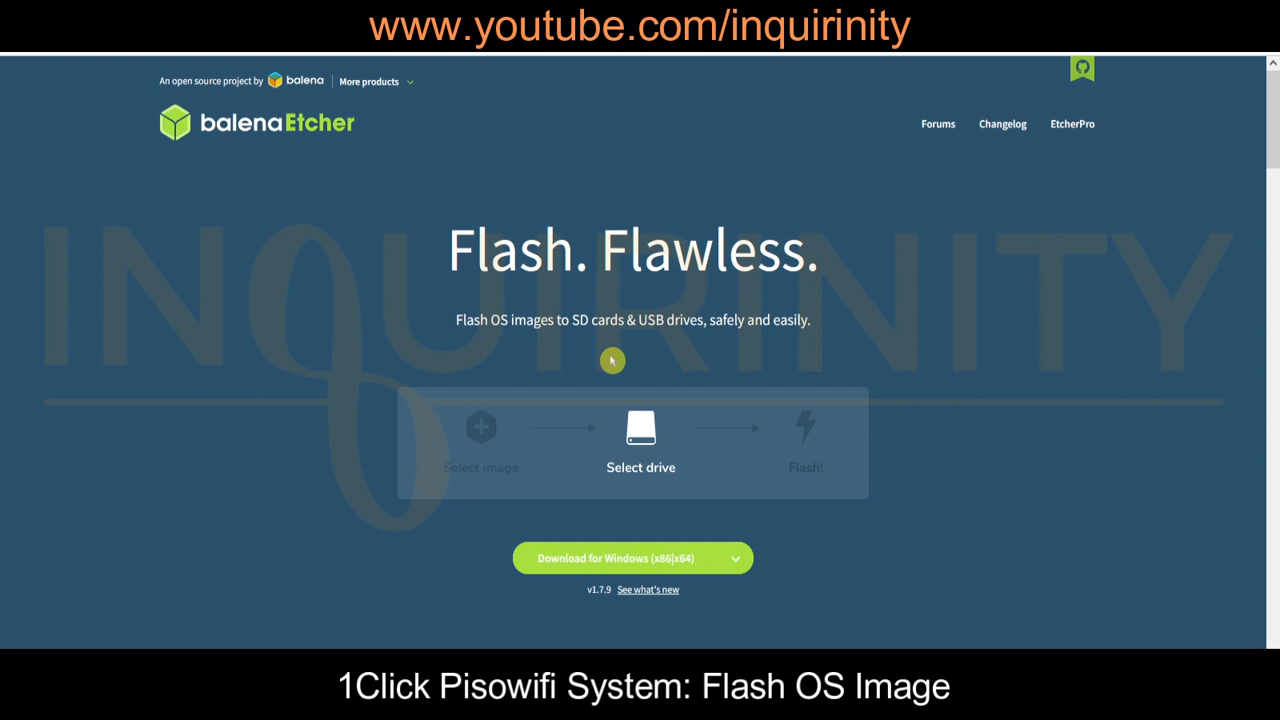 www.youtube.com/inquirinity
An open source project by balena | More products
balenaEtcher
Forums Changelog EtcherPro
Flash. Flawless.
INQUIRINITY
Flash OS images to SD cards & USB drives, safely and easily.
Select image Select drive Flash!
Download for Windows (x86|x64)
v1.7.9 See what's new
1Click Pisowifi System: Flash OS Image